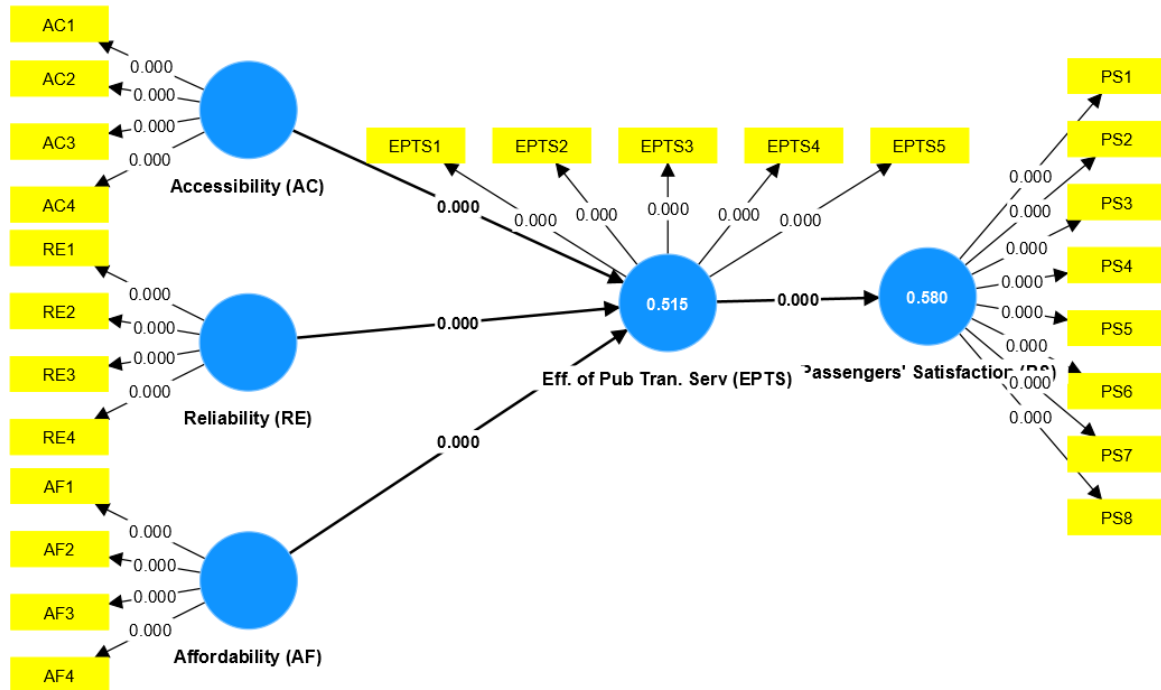 AC1
AC2
AC3
AC4
0.000
0.000
0.000
0.000
Accessibility (AC)
RE1
RE2
RE3
RE4
0.000
0.000
0.000
0.000
Reliability (RE)
AF1
AF2
AF3
AF4
0.000
0.000
0.000
0.000
Affordability (AF)
0.000
0.000
0.000
EPTS1
EPTS2
EPTS3
EPTS4
EPTS5
0.000
0.000
0.000
0.000
0.000
0.515
Eff. of Pub Tran. Serv (EPTS)
0.000
0.580
Passengers' Satisfaction (PS)
0.000
0.000
0.000
0.000
0.000
0.000
0.000
0.000
PS1
PS2
PS3
PS4
PS5
PS6
PS7
PS8